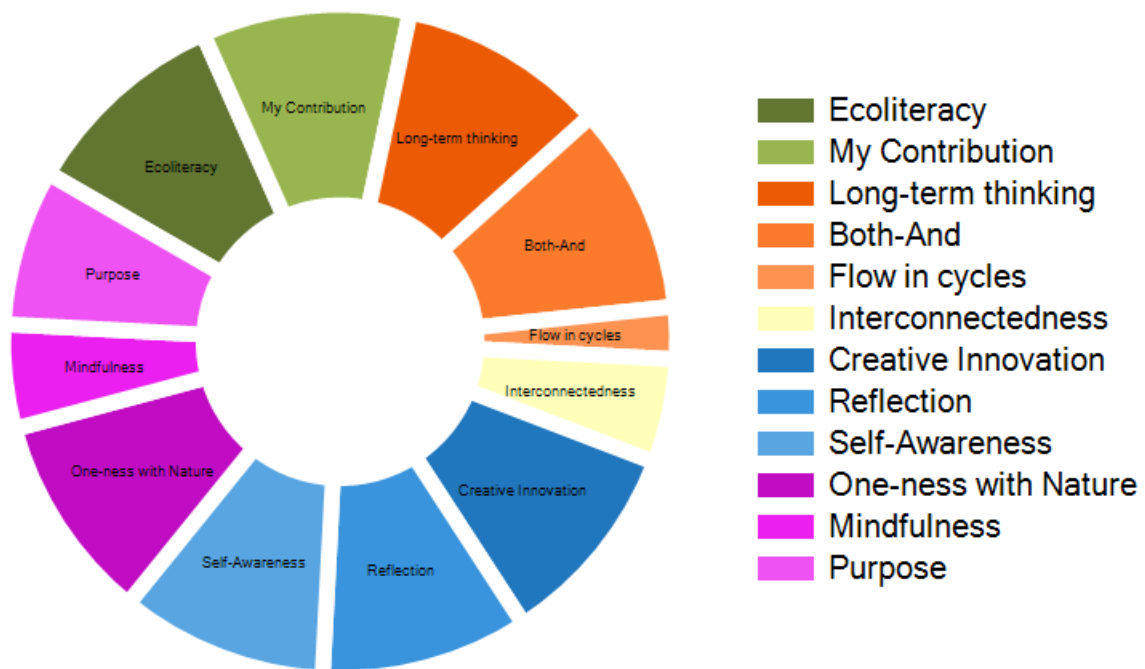 My Contribution
Long-term thinking
Ecoliteracy
Both-And
Purpose
Flow in cycles
Mindfulness
Interconnectedness
One-ness with Nature
Creative Innovation
Self-Awareness
Reflection
Ecoliteracy
My Contribution
Long-term thinking
Both-And
Flow in cycles
Interconnectedness
Creative Innovation
Reflection
Self-Awareness
One-ness with Nature
Mindfulness
Purpose